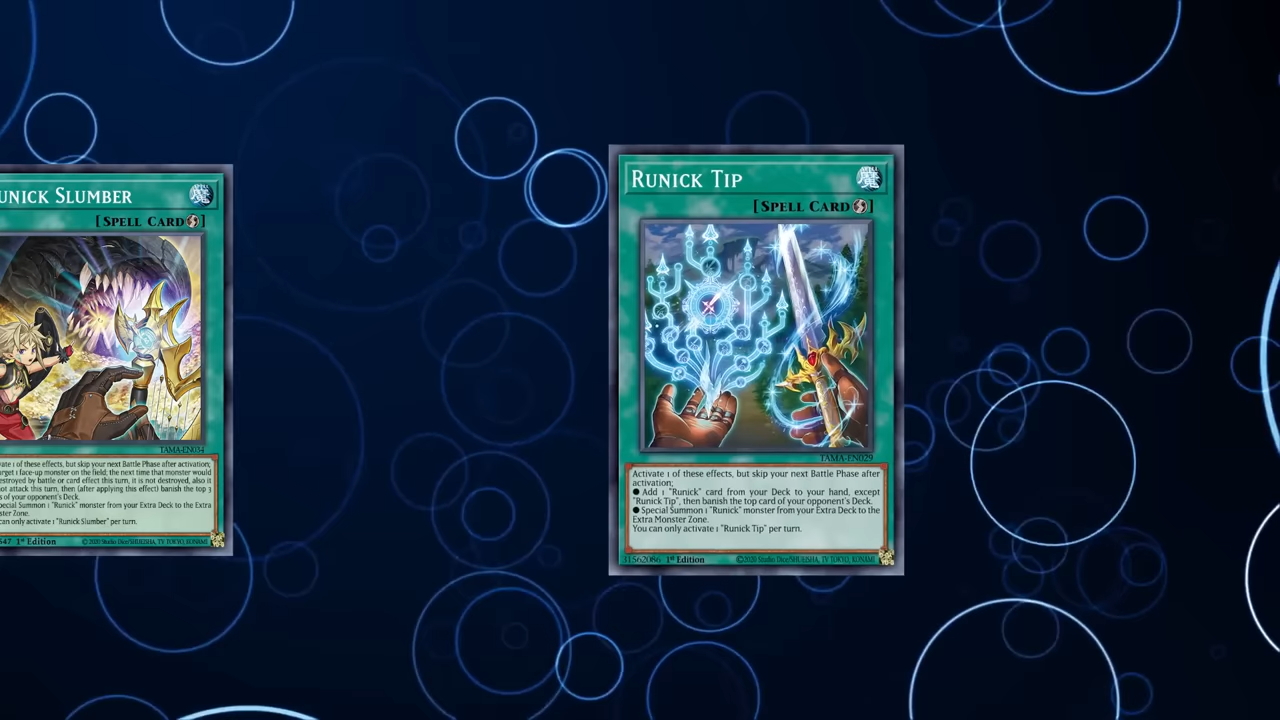 UNICK SLUMBER
[SPELL CARD]
TAMA-EN034
ate 1 of these effects, but skip your next Battle Phase after activation;
rget 1 face-up monster on the field, the next time that monster would
estroyed by battle or card effect this turn, it is not destroyed, also it
ot attack this turn, then (after applying this effect) banish the top 3
s of your opponent's Deck.
pecial Summon 1 "Runick" monster from your Extra Deck to the Extra
ster Zone.
can only activate 1 "Runick Slumber" per turn.
547 1st Edition ©2020 Studio Dice/SHUEISHA, TV TOKYO, KONAMI
RUNICK TIP
[SPELL CARD]
TAMA-EN029
Activate 1 of these effects, but skip your next Battle Phase after
activation;
● Add 1 "Runick" card from your Deck to your hand, except
"Runick Tip", then banish the top card of your opponent's Deck.
● Special Summon 1 "Runick" monster from your Extra Deck to the
Extra Monster Zone.
You can only activate 1 "Runick Tip" per turn.
31562086 1st Edition ©2020 Studio Dice/SHUEISHA, TV TOKYO, KONAMI